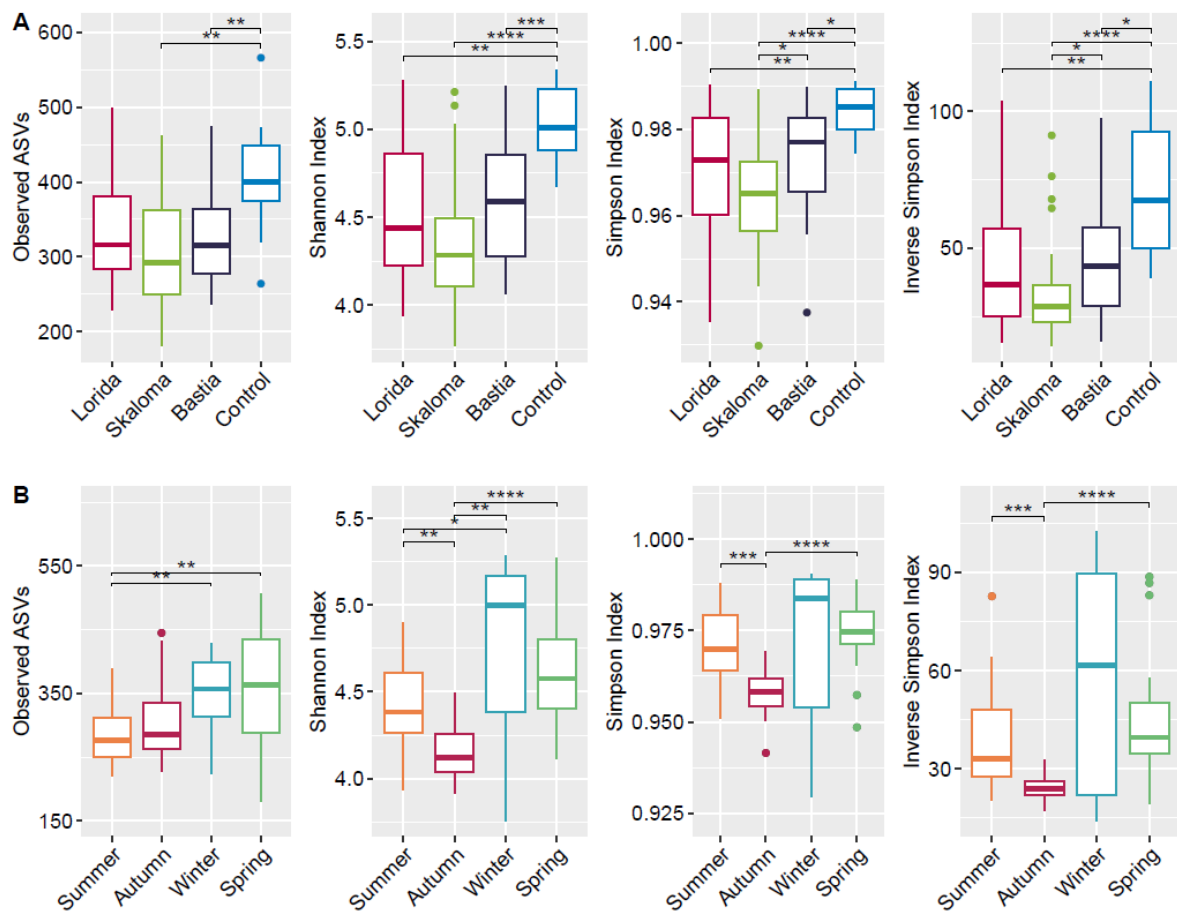 A
Observed ASVs
600
500
400
300
200
**
**
Lorida
Skaloma
Bastia
Control
Shannon Index
5.5
5.0
4.5
4.0
***
****
**
Lorida
Skaloma
Bastia
Control
Simpson Index
1.00
0.98
0.96
0.94
*
****
*
**
Lorida
Skaloma
Bastia
Control
Inverse Simpson Index
100
50
*
****
*
**
Lorida
Skaloma
Bastia
Control
B
Observed ASVs
550
350
150
**
**
Summer
Autumn
Winter
Spring
Shannon Index
5.5
5.0
4.5
4.0
****
**
*
**
Summer
Autumn
Winter
Spring
Simpson Index
1.000
0.975
0.950
0.925
****
***
Summer
Autumn
Winter
Spring
Inverse Simpson Index
90
60
30
****
***
Summer
Autumn
Winter
Spring